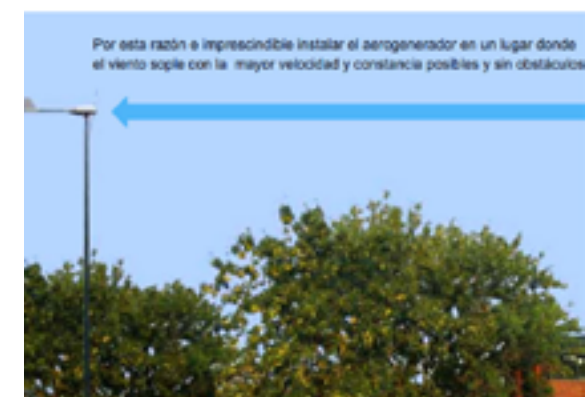 Por esta razón e imprescindible instalar el aerogenerador en un lugar donde
el viento sople con la mayor velocidad y constancia posibles y sin obstáculos